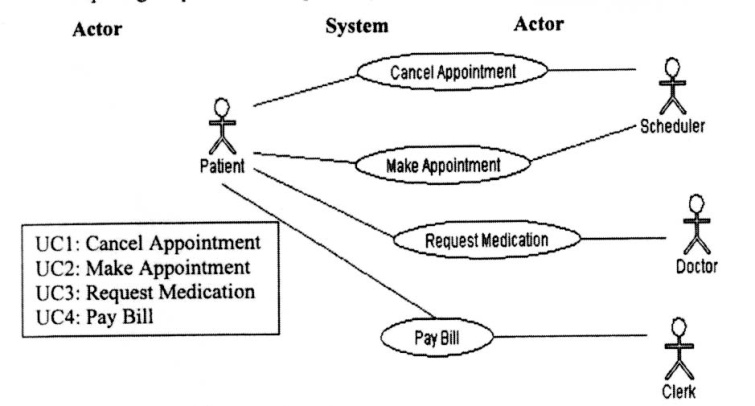 Actor System Actor
Cancel Appointment
Scheduler
Patient
Make Appointment
Request Medication
Doctor
UC1: Cancel Appointment
UC2: Make Appointment
UC3: Request Medication
UC4: Pay Bill
Pay Bill
Clerk